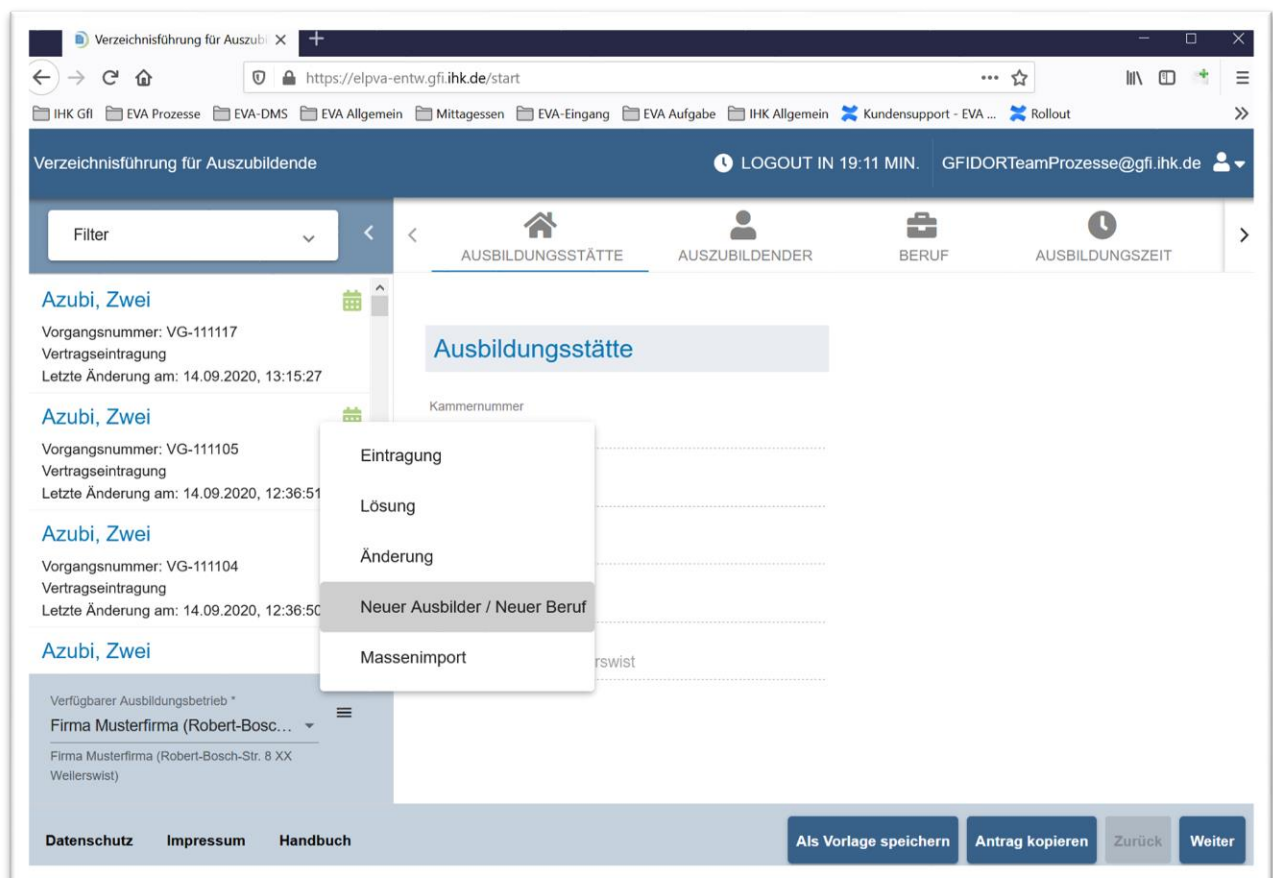 Verzeichnisführung für Auszubi
https://elpva-entw.gfi.ihk.de/start
IHK GfI EVA Prozesse EVA-DMS EVA Allgemein Mittagessen EVA-Eingang EVA Aufgabe IHK Allgemein Kundensupport - EVA ... Rollout
Verzeichnisführung für Auszubildende LOGOUT IN 19:11 MIN. GFIDORTeamProzesse@gfi.ihk.de
Filter
AUSBILDUNGSSTÄTTE AUSZUBILDENDER BERUF AUSBILDUNGSZEIT
Azubi, Zwei
Vorgangsnummer: VG-111117
Vertragseintragung
Letzte Änderung am: 14.09.2020, 13:15:27
Azubi, Zwei
Vorgangsnummer: VG-111105
Vertragseintragung
Letzte Änderung am: 14.09.2020, 12:36:51
Azubi, Zwei
Vorgangsnummer: VG-111104
Vertragseintragung
Letzte Änderung am: 14.09.2020, 12:36:50
Azubi, Zwei
Verfügbarer Ausbildungsbetrieb *
Firma Musterfirma (Robert-Bosc...
Firma Musterfirma (Robert-Bosch-Str. 8 XX
Weilerswist)
Ausbildungsstätte
Kammernummer
Eintragung
Lösung
Änderung
Neuer Ausbilder / Neuer Beruf
Massenimport
rswist
Datenschutz Impressum Handbuch
Als Vorlage speichern Antrag kopieren Zurück Weiter